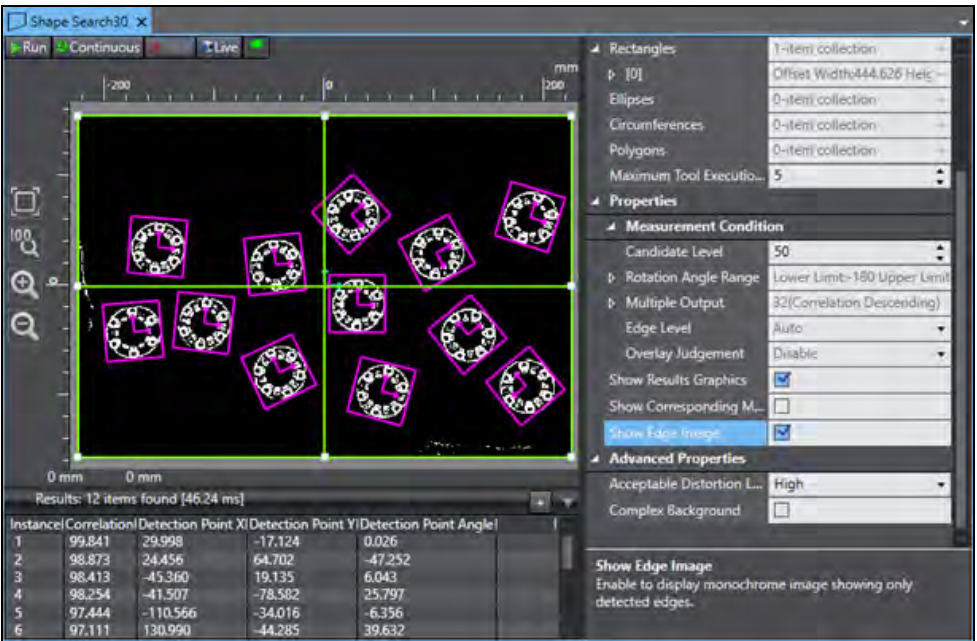 Shape Search30 ×
Run Continuous Live
mm
-200 0 200
100
0
0 mm 0 mm
Results: 12 items found [46.24 ms]
Instance Correlation Detection Point X Detection Point Y Detection Point Angle
1 99.841 29.998 -17.124 0.026
2 98.873 24.456 64.702 -47.252
3 98.413 -45.360 19.135 6.043
4 98.254 -41.507 -78.582 25.797
5 97.444 -110.566 -34.016 -6.356
6 97.111 130.990 -44.285 39.632
Rectangles 1-item collection
[0] Offset Width:444.626 Heig
Ellipses 0-item collection
Circumferences 0-item collection
Polygons 0-item collection
Maximum Tool Executio... 5
Properties
Measurement Condition
Candidate Level 50
Rotation Angle Range Lower Limit:-180 Upper Limit
Multiple Output 32(Correlation Descending)
Edge Level Auto
Overlay Judgement Disable
Show Results Graphics
Show Corresponding M...
Show Edge Image
Advanced Properties
Acceptable Distortion L... High
Complex Background
Show Edge Image
Enable to display monochrome image showing only
detected edges.